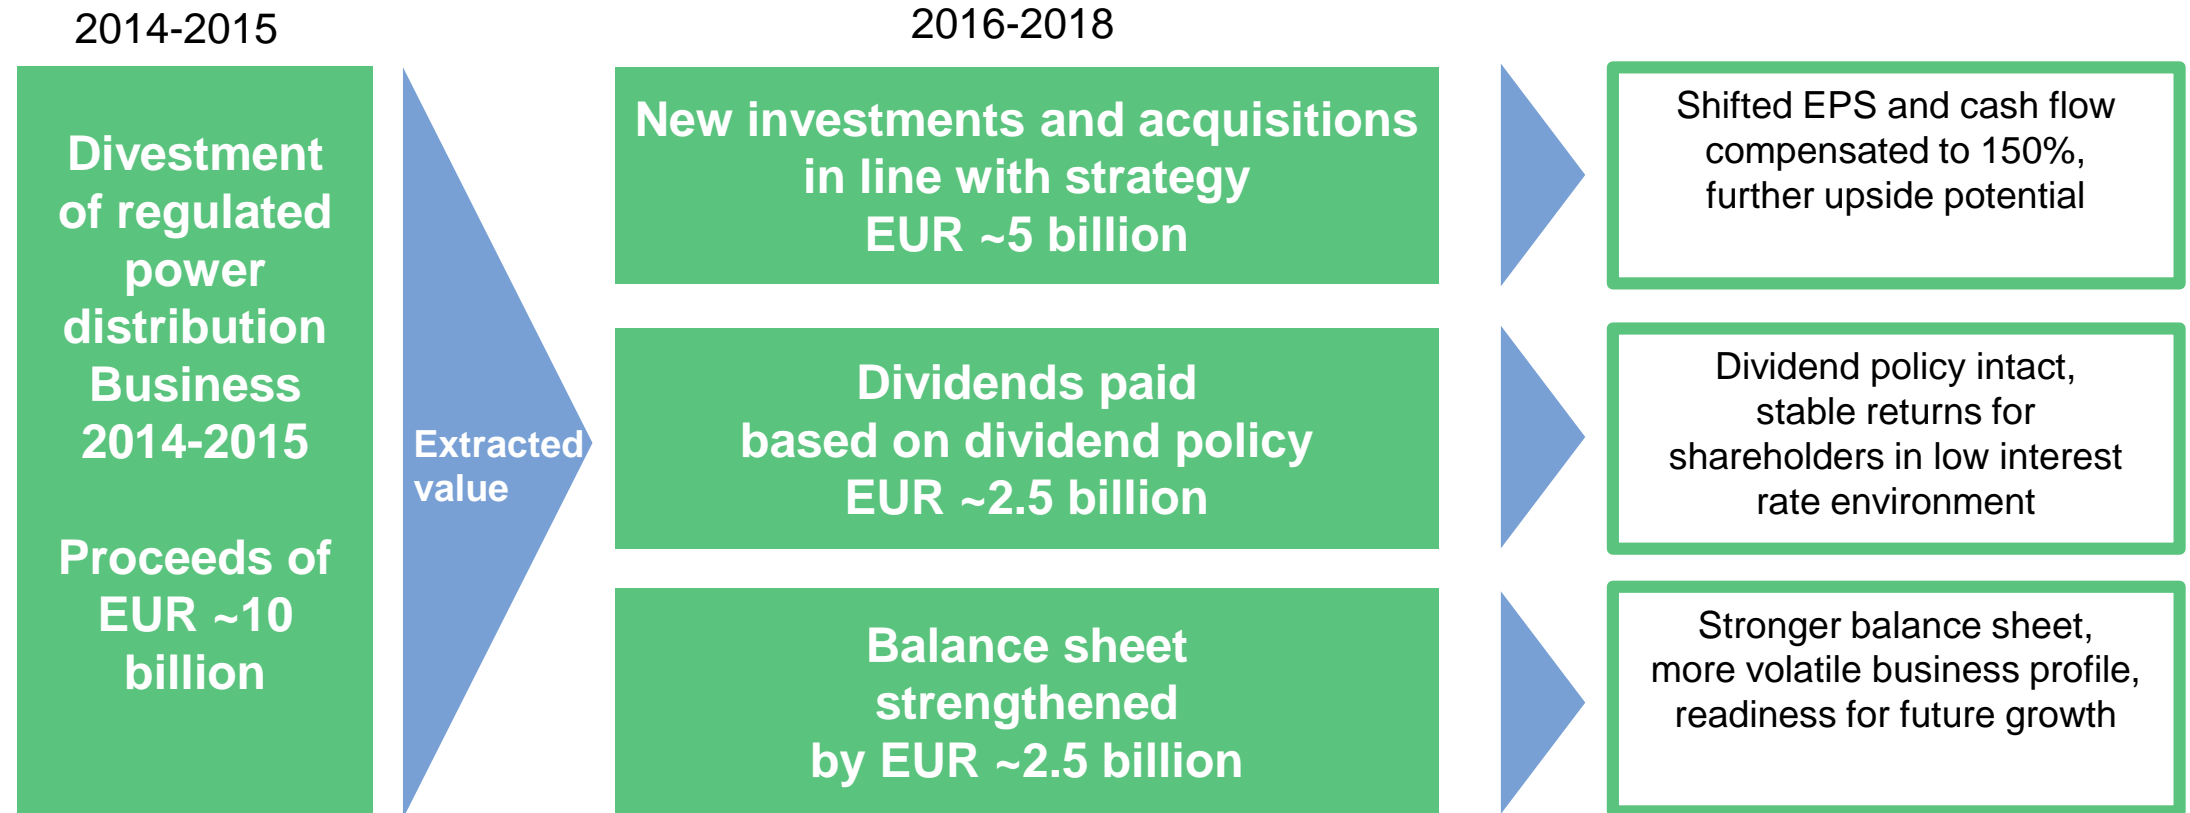 2014-2015
2016-2018
Divestment
of regulated
power
distribution
Business
2014-2015
Proceeds of
EUR ~10
billion
Extracted
value
New investments and acquisitions
in line with strategy
EUR ~5 billion
Shifted EPS and cash flow
compensated to 150%,
further upside potential
Dividends paid
based on dividend policy
EUR ~2.5 billion
Dividend policy intact,
stable returns for
shareholders in low interest
rate environment
Balance sheet
strengthened
by EUR ~2.5 billion
Stronger balance sheet,
more volatile business profile,
readiness for future growth